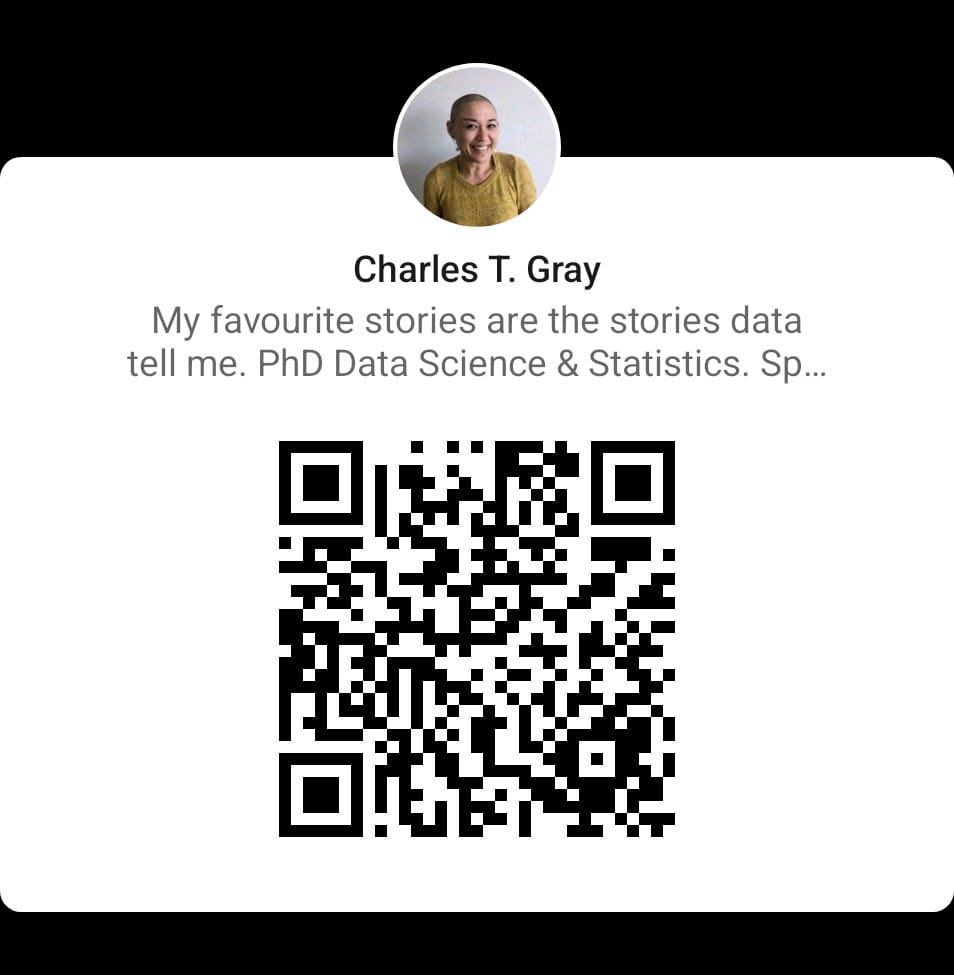 Charles T. Gray
My favourite stories are the stories data
tell me. PhD Data Science & Statistics. Sp...